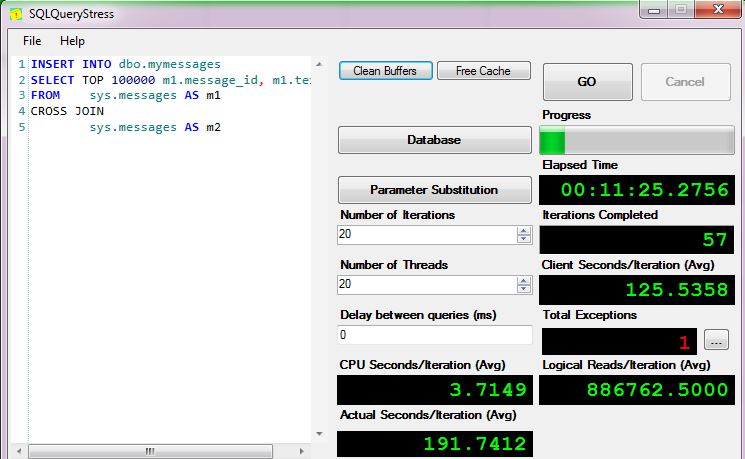 SQLQueryStress
File Help
1 INSERT INTO dbo.mymessages
2 SELECT TOP 100000 m1.message_id, m1.te
3 FROM sys.messages AS m1
4 CROSS JOIN
5 sys.messages AS m2
Clean Buffers Free Cache
GO Cancel
Progress
Database
Elapsed Time
00:11:25.2756
Parameter Substitution
Number of Iterations Iterations Completed
20 57
Number of Threads Client Seconds/Iteration (Avg)
20 125.5358
Delay between queries (ms) Total Exceptions
0 1 ...
CPU Seconds/Iteration (Avg) Logical Reads/Iteration (Avg)
3.7149 886762.5000
Actual Seconds/Iteration (Avg)
191.7412